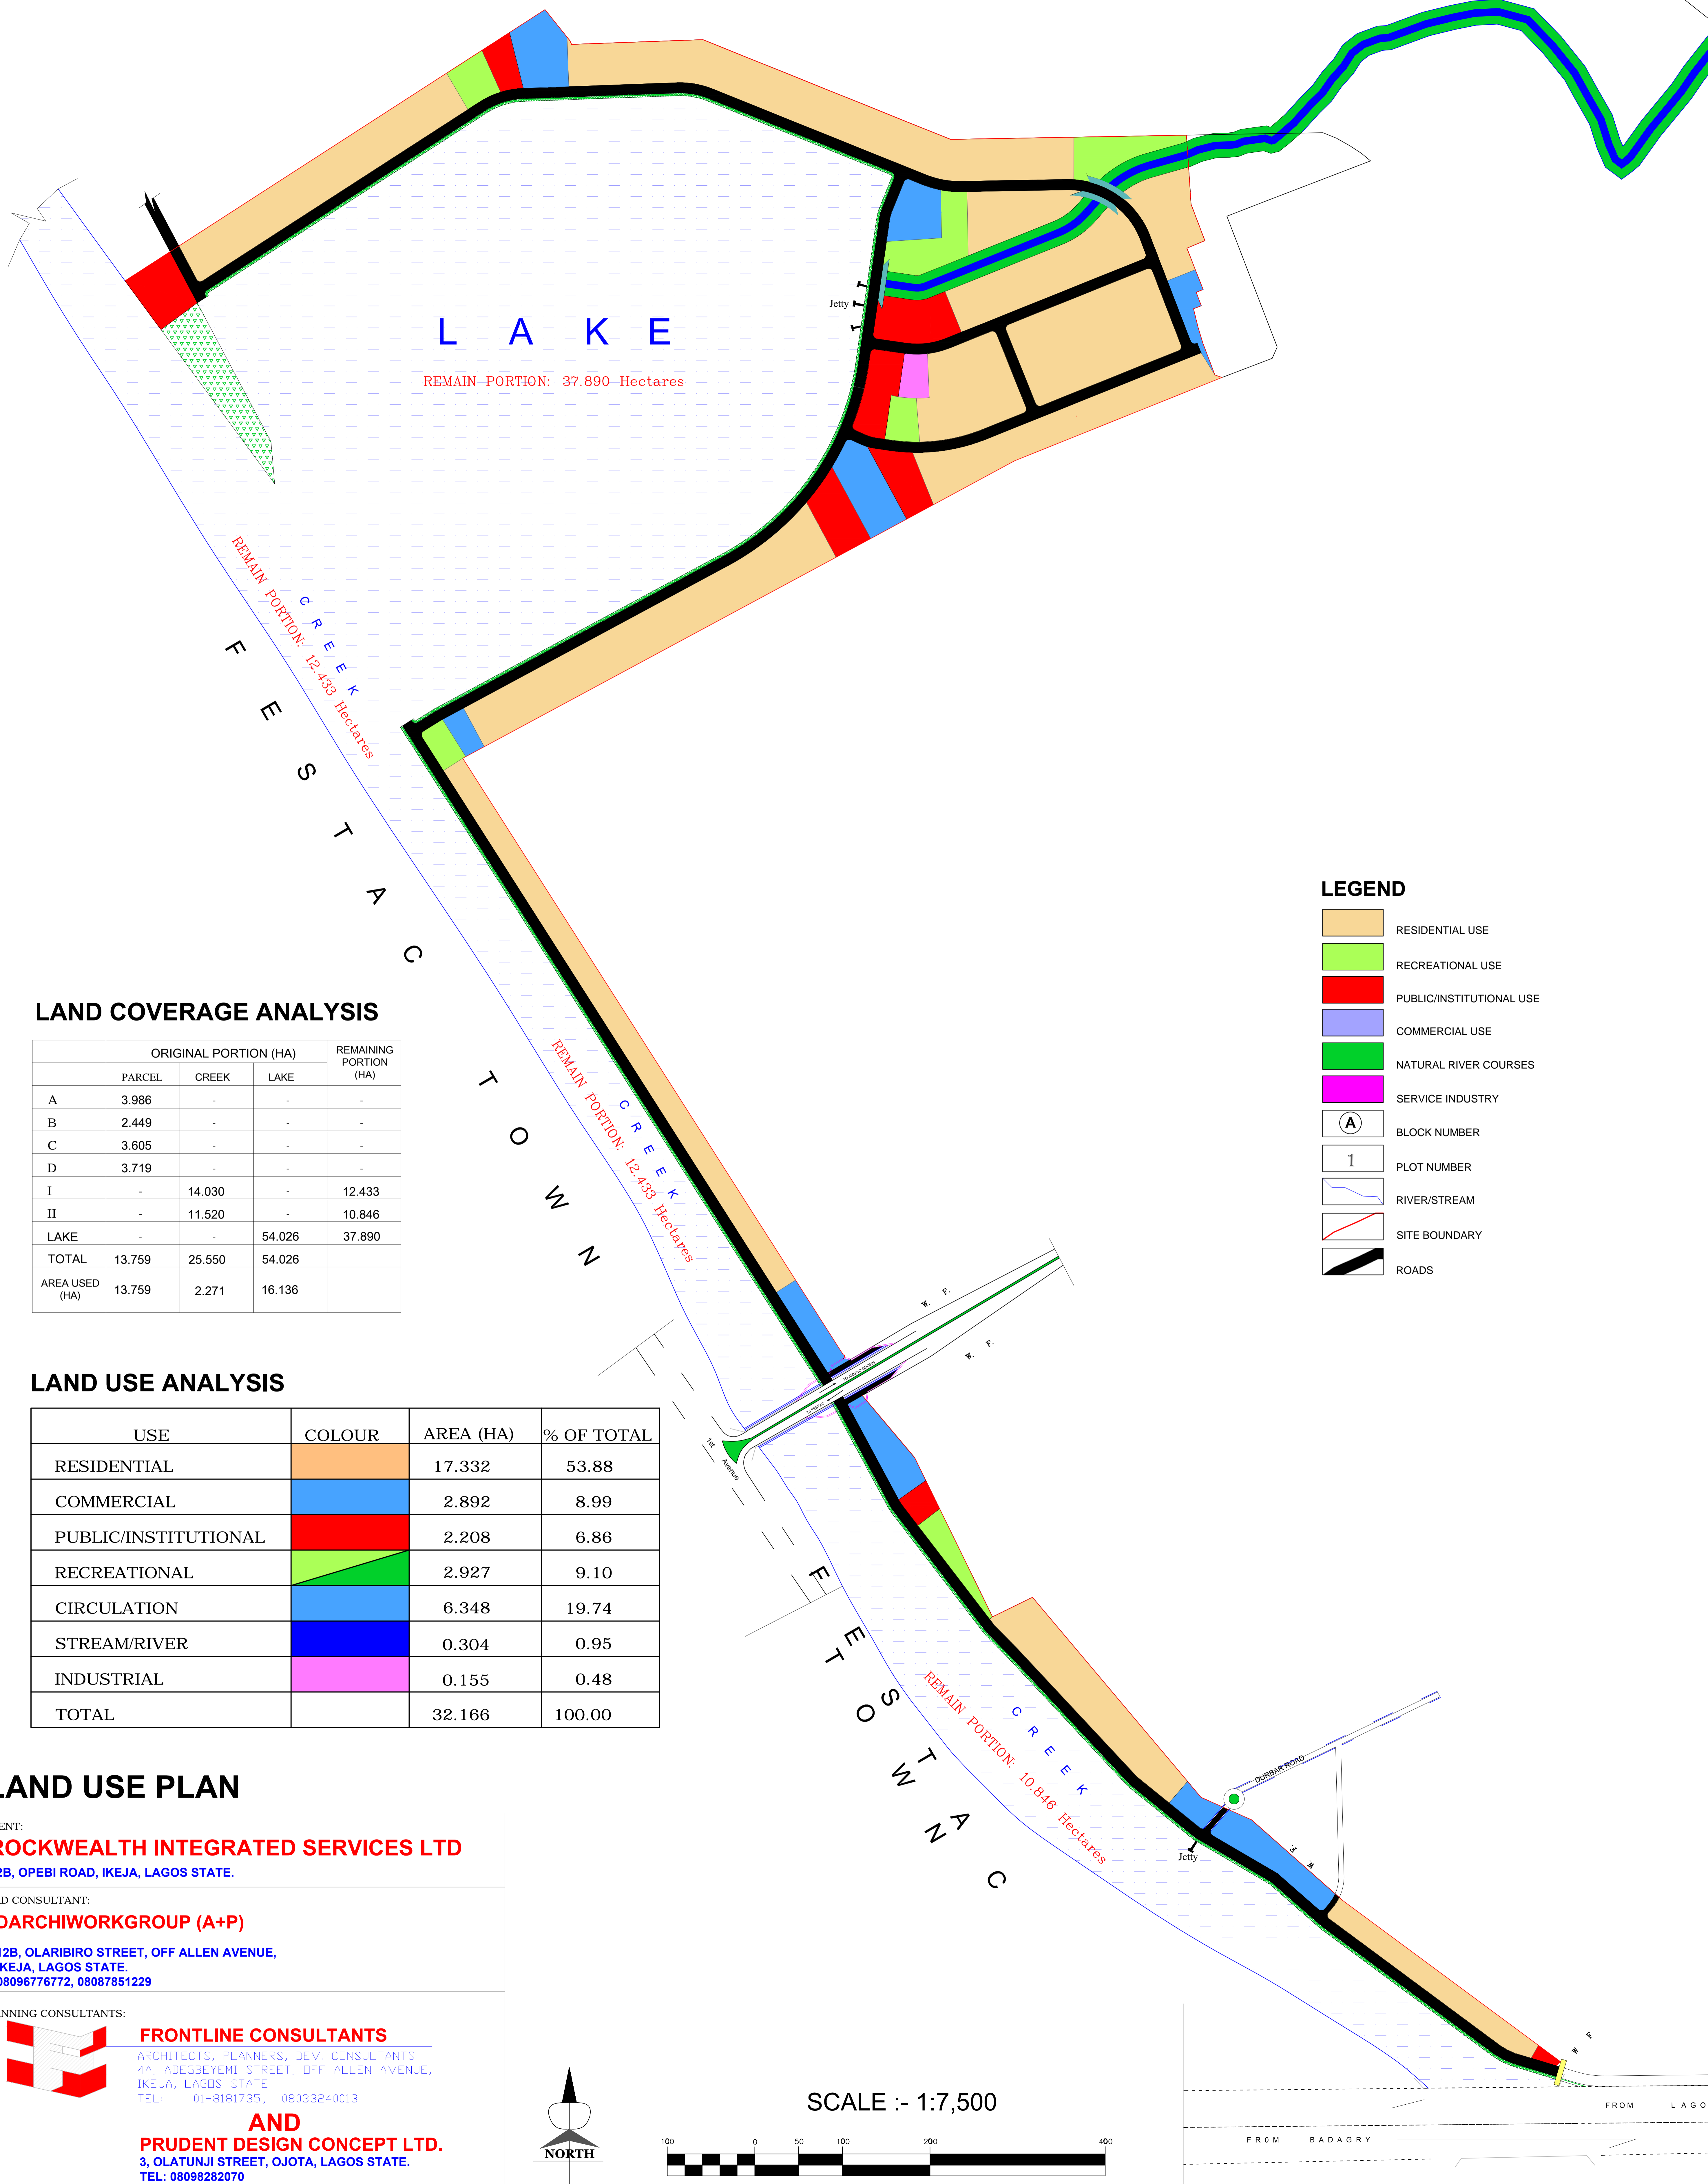 Jetty
L A K E
REMAIN PORTION: 37.890 Hectares
REMAIN PORTION: 12.433 Hectares
C R E E K
F E S T A C T O W N
REMAIN PORTION: 12.433 Hectares
C R E E K
LEGEND
RESIDENTIAL USE
RECREATIONAL USE
PUBLIC/INSTITUTIONAL USE
COMMERCIAL USE
NATURAL RIVER COURSES
SERVICE INDUSTRY
A BLOCK NUMBER
1 PLOT NUMBER
RIVER/STREAM
SITE BOUNDARY
ROADS
LAND COVERAGE ANALYSIS
ORIGINAL PORTION (HA) REMAINING PORTION (HA)
PARCEL CREEK LAKE
A 3.986 - - -
B 2.449 - - -
C 3.605 - - -
D 3.719 - - -
I - 14.030 - 12.433
II - 11.520 - 10.846
LAKE - - 54.026 37.890
TOTAL 13.759 25.550 54.026
AREA USED (HA) 13.759 2.271 16.136
W. F.
W. F.
TO FESTAC
1st Avenue
LAND USE ANALYSIS
USE COLOUR AREA (HA) % OF TOTAL
RESIDENTIAL 17.332 53.88
COMMERCIAL 2.892 8.99
PUBLIC/INSTITUTIONAL 2.208 6.86
RECREATIONAL 2.927 9.10
CIRCULATION 6.348 19.74
STREAM/RIVER 0.304 0.95
INDUSTRIAL 0.155 0.48
TOTAL 32.166 100.00
F E S T A C
T O W N
REMAIN PORTION: 10.846 Hectares
C R E E K
DURBAR ROAD
Jetty
W. F.
W F
LAND USE PLAN
ENT:
ROCKWEALTH INTEGRATED SERVICES LTD
2B, OPEBI ROAD, IKEJA, LAGOS STATE.
AD CONSULTANT:
OARCHIWORKGROUP (A+P)
12B, OLARIBIRO STREET, OFF ALLEN AVENUE,
KEJA, LAGOS STATE.
08096776772, 08087851229
NNING CONSULTANTS:
FRONTLINE CONSULTANTS
ARCHITECTS, PLANNERS, DEV. CONSULTANTS
4A, ADEGBEYEMI STREET, OFF ALLEN AVENUE,
IKEJA, LAGOS STATE
TEL: 01-8181735, 08033240013
AND
PRUDENT DESIGN CONCEPT LTD.
3, OLATUNJI STREET, OJOTA, LAGOS STATE.
TEL: 08098282070
NORTH
SCALE :- 1:7,500
100 0 50 100 200 400
FROM LAGO
FROM BADAGRY